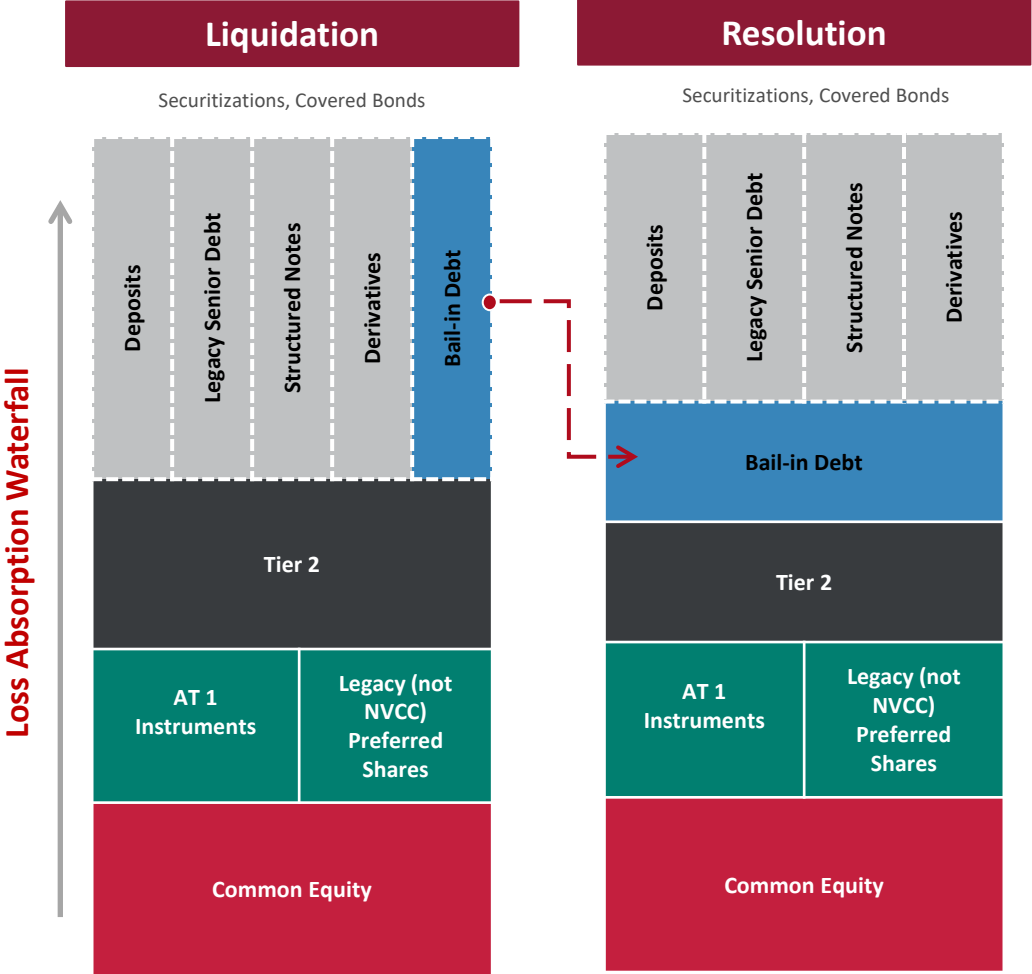 Liquidation
Securitizations, Covered Bonds
Deposits
Legacy Senior Debt
Structured Notes
Derivatives
Bail-in Debt
Tier 2
AT 1
Instruments
Legacy (not
NVCC)
Preferred
Shares
Common Equity
Loss Absorption Waterfall
Resolution
Securitizations, Covered Bonds
Deposits
Legacy Senior Debt
Structured Notes
Derivatives
Bail-in Debt
Tier 2
AT 1
Instruments
Legacy (not
NVCC)
Preferred
Shares
Common Equity